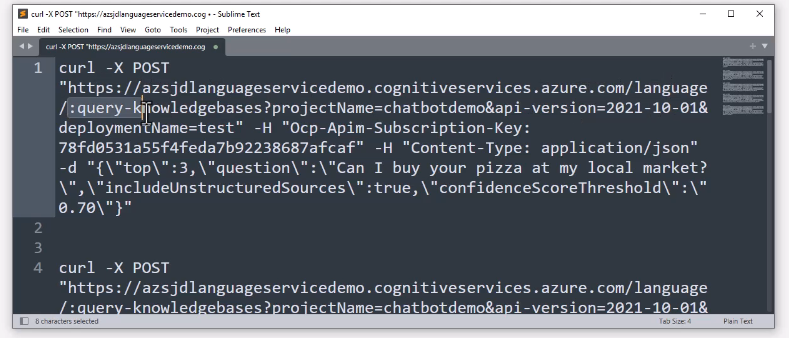 curl -X POST "https://azsjdlanguageservicedemo.cog • - Sublime Text
File Edit Selection Find View Goto Tools Project Preferences Help
curl -X POST "https://azsjdlanguageservicedemo.cog
1 curl -X POST
"https://azsjdlanguageservicedemo.cognitiveservices.azure.com/language
/:query-knowledgebases?projectName=chatbotdemo&api-version=2021-10-01&
deploymentName=test" -H "Ocp-Apim-Subscription-Key:
78fd0531a55f4feda7b92238687afcaf" -H "Content-Type: application/json"
-d "{\"top\":3,\"question\":\"Can I buy your pizza at my local market?
\",\"includeUnstructuredSources\":true,\"confidenceScoreThreshold\":\"
0.70\"}"
2
3
4 curl -X POST
"https://azsjdlanguageservicedemo.cognitiveservices.azure.com/language
/:query-knowledgebases?projectName=chatbotdemo&api-version=2021-10-01&
8 characters selected Tab Size: 4 Plain Text